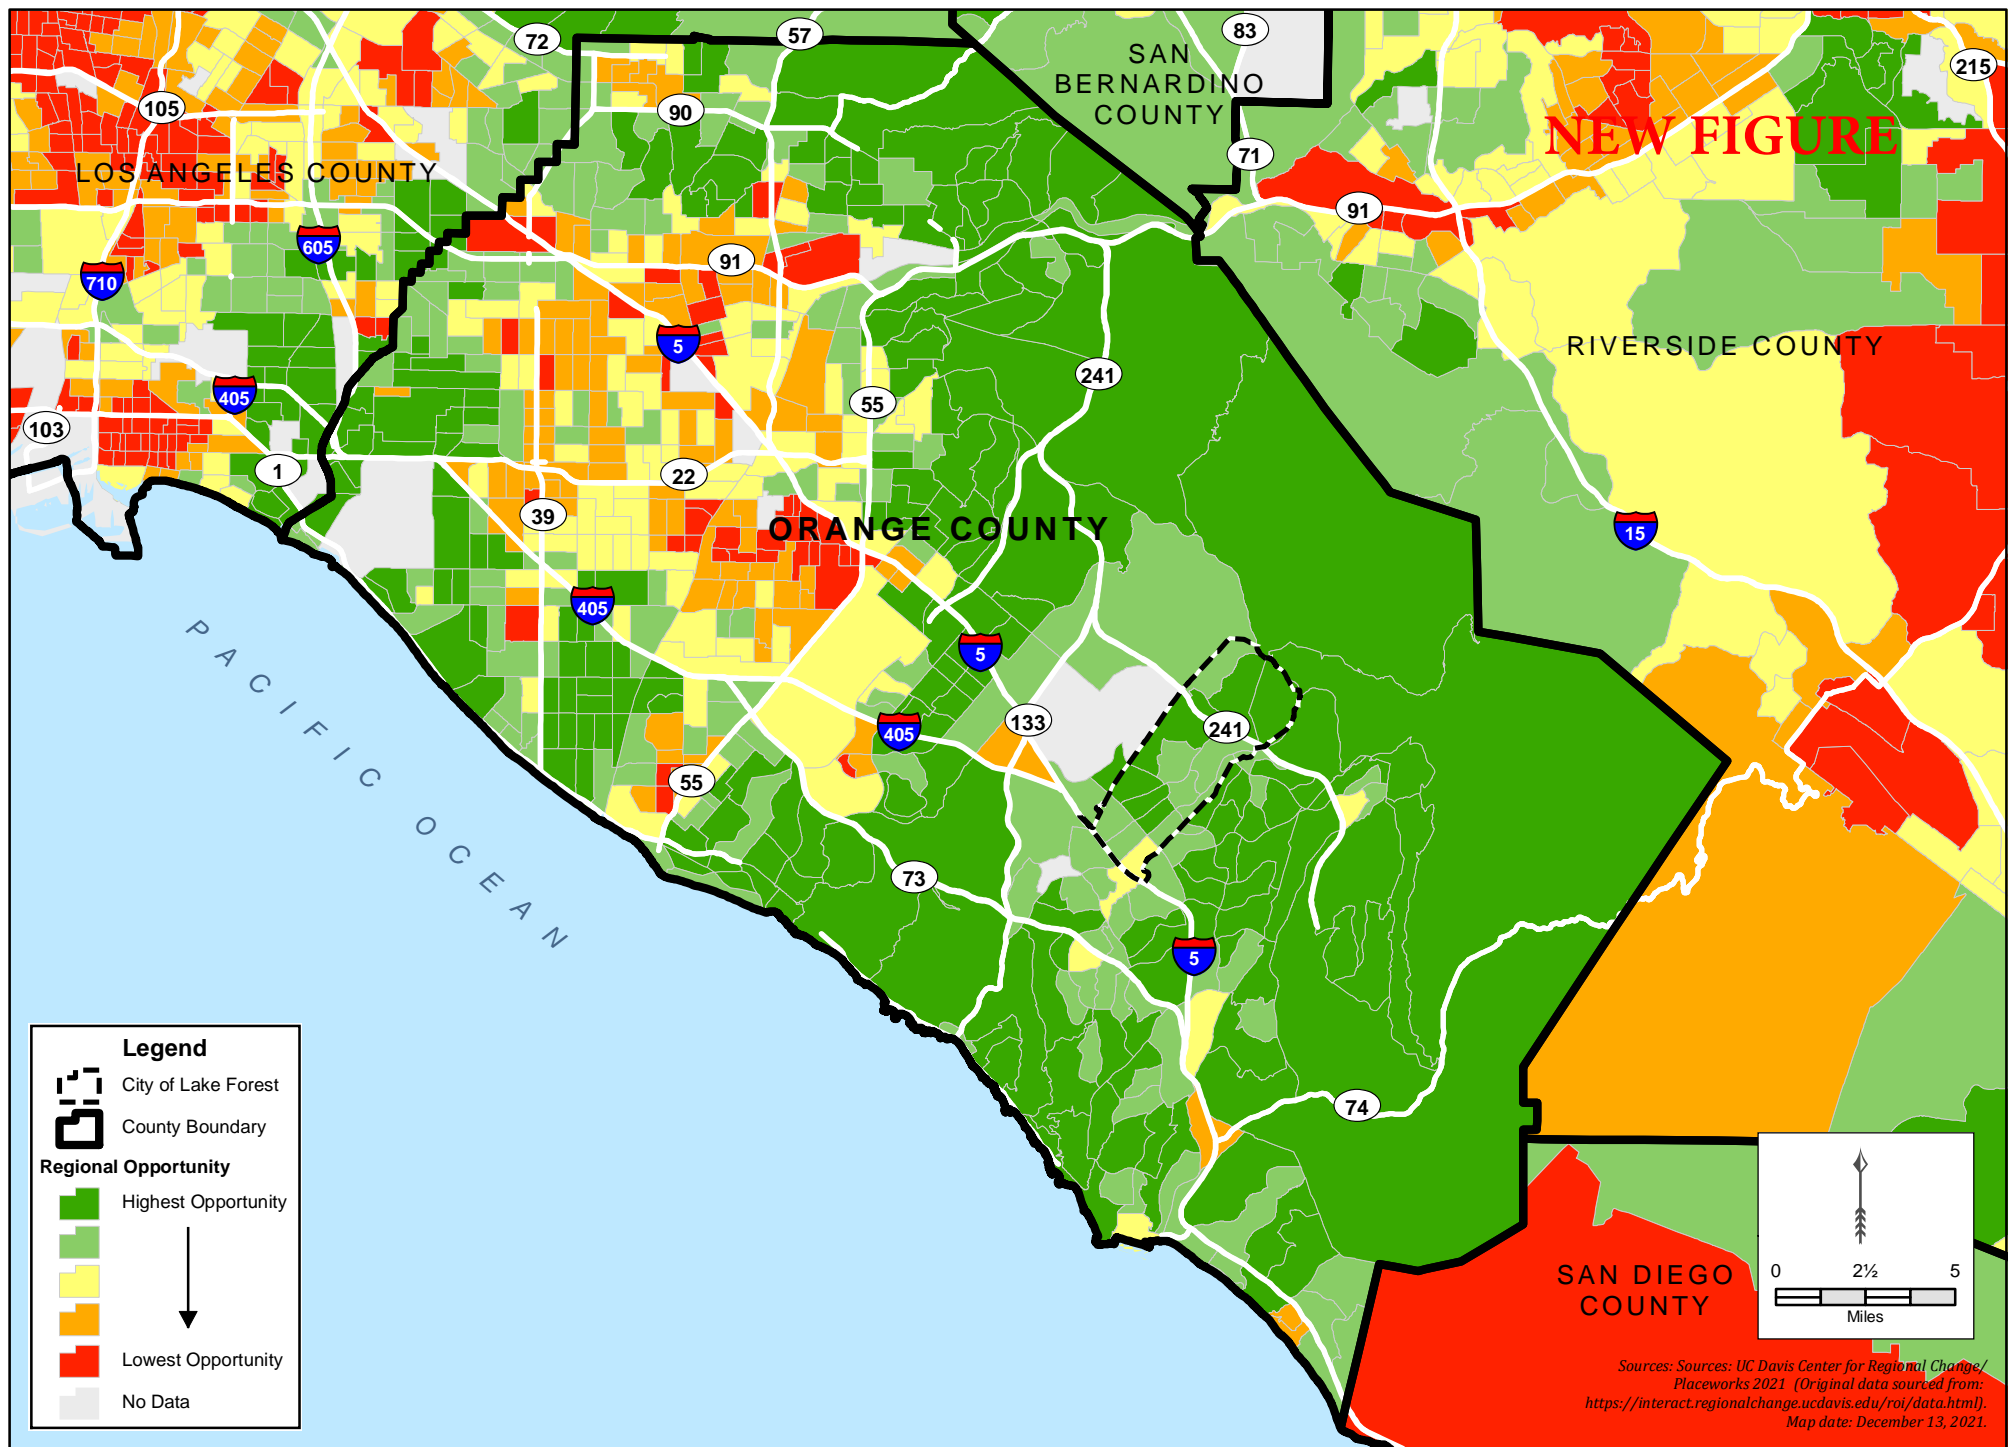 72
57
83
SAN
BERNARDINO
COUNTY
215
105
90
NEW FIGURE
71
LOS ANGELES COUNTY
91
605
91
710
5
RIVERSIDE COUNTY
241
405
55
103
1
22
39
ORANGE COUNTY
15
405
5
PACIFIC OCEAN
133
241
405
55
73
5
74
Legend
City of Lake Forest
County Boundary
Regional Opportunity
Highest Opportunity
Lowest Opportunity
No Data
SAN DIEGO
COUNTY
0 2½ 5
Miles
Sources: Sources: UC Davis Center for Regional Change/
Placeworks 2021 (Original data sourced from:
https://interact.regionalchange.ucdavis.edu/roi/data.html).
Map date: December 13, 2021.